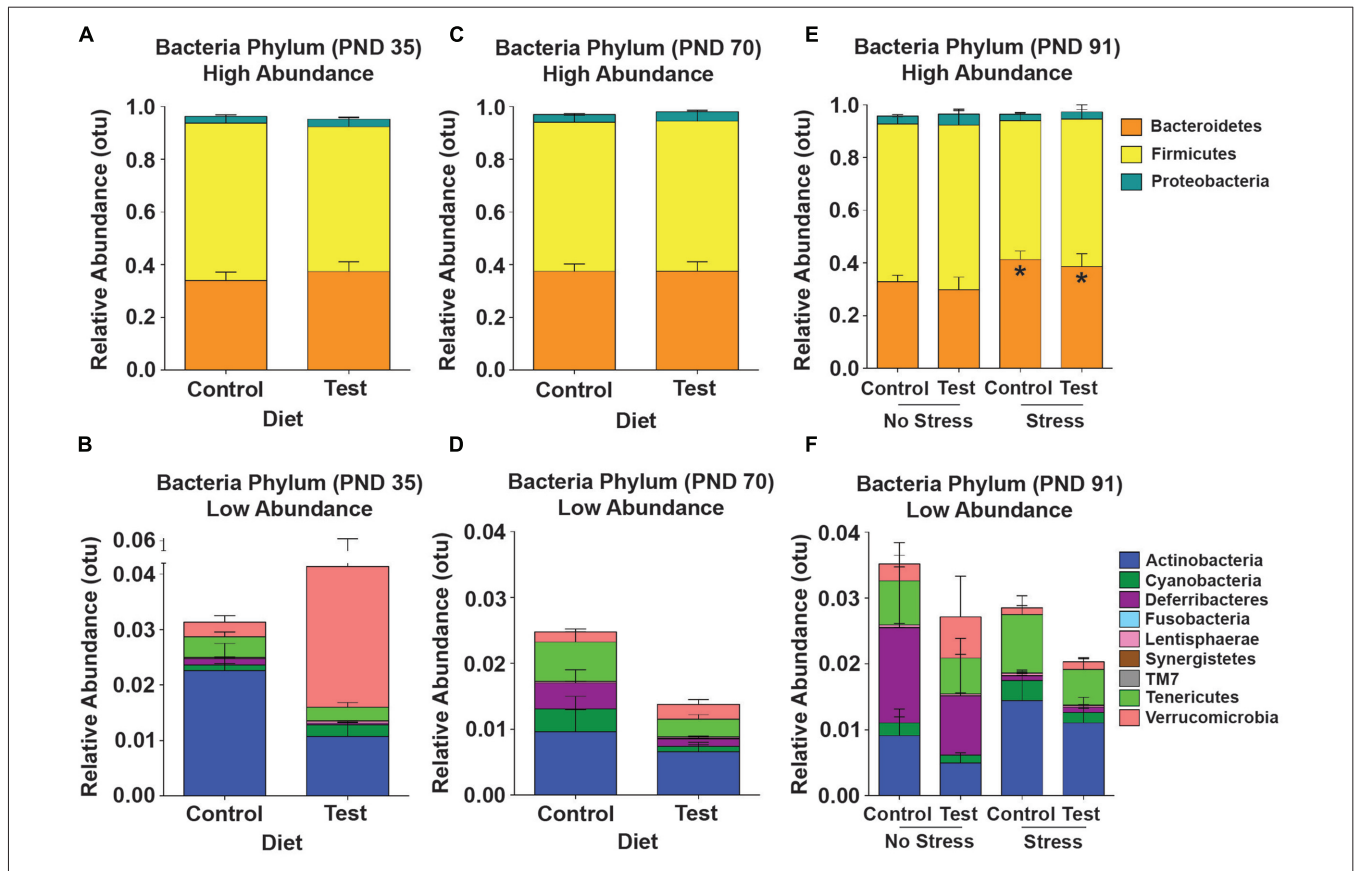 A
Bacteria Phylum (PND 35)
High Abundance
Relative Abundance (otu)
1.0
0.8
0.6
0.4
0.2
0.0
Control Test
Diet
C
Bacteria Phylum (PND 70)
High Abundance
Relative Abundance (otu)
1.0
0.8
0.6
0.4
0.2
0.0
Control Test
Diet
E
Bacteria Phylum (PND 91)
High Abundance
Relative Abundance (otu)
1.0
0.8
0.6
0.4
0.2
0.0
* *
Control Test Control Test
No Stress Stress
Bacteroidetes
Firmicutes
Proteobacteria
B
Bacteria Phylum (PND 35)
Low Abundance
Relative Abundance (otu)
0.06
0.04
0.03
0.02
0.01
0.00
Control Test
Diet
D
Bacteria Phylum (PND 70)
Low Abundance
Relative Abundance (otu)
0.04
0.03
0.02
0.01
0.00
Control Test
Diet
F
Bacteria Phylum (PND 91)
Low Abundance
Relative Abundance (otu)
0.04
0.03
0.02
0.01
0.00
Control Test Control Test
No Stress Stress
Actinobacteria
Cyanobacteria
Deferribacteres
Fusobacteria
Lentisphaerae
Synergistetes
TM7
Tenericutes
Verrucomicrobia